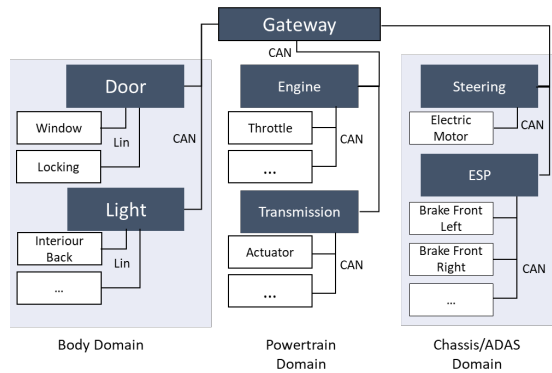 Gateway
CAN
Door
Window
Lin
CAN
Locking
Light
Interiour
Back
Lin
...
Body Domain
Engine
Throttle
CAN
...
Transmission
Actuator
CAN
...
Powertrain
Domain
Steering
Electric
Motor
CAN
ESP
Brake Front
Left
Brake Front
Right
CAN
...
Chassis/ADAS
Domain